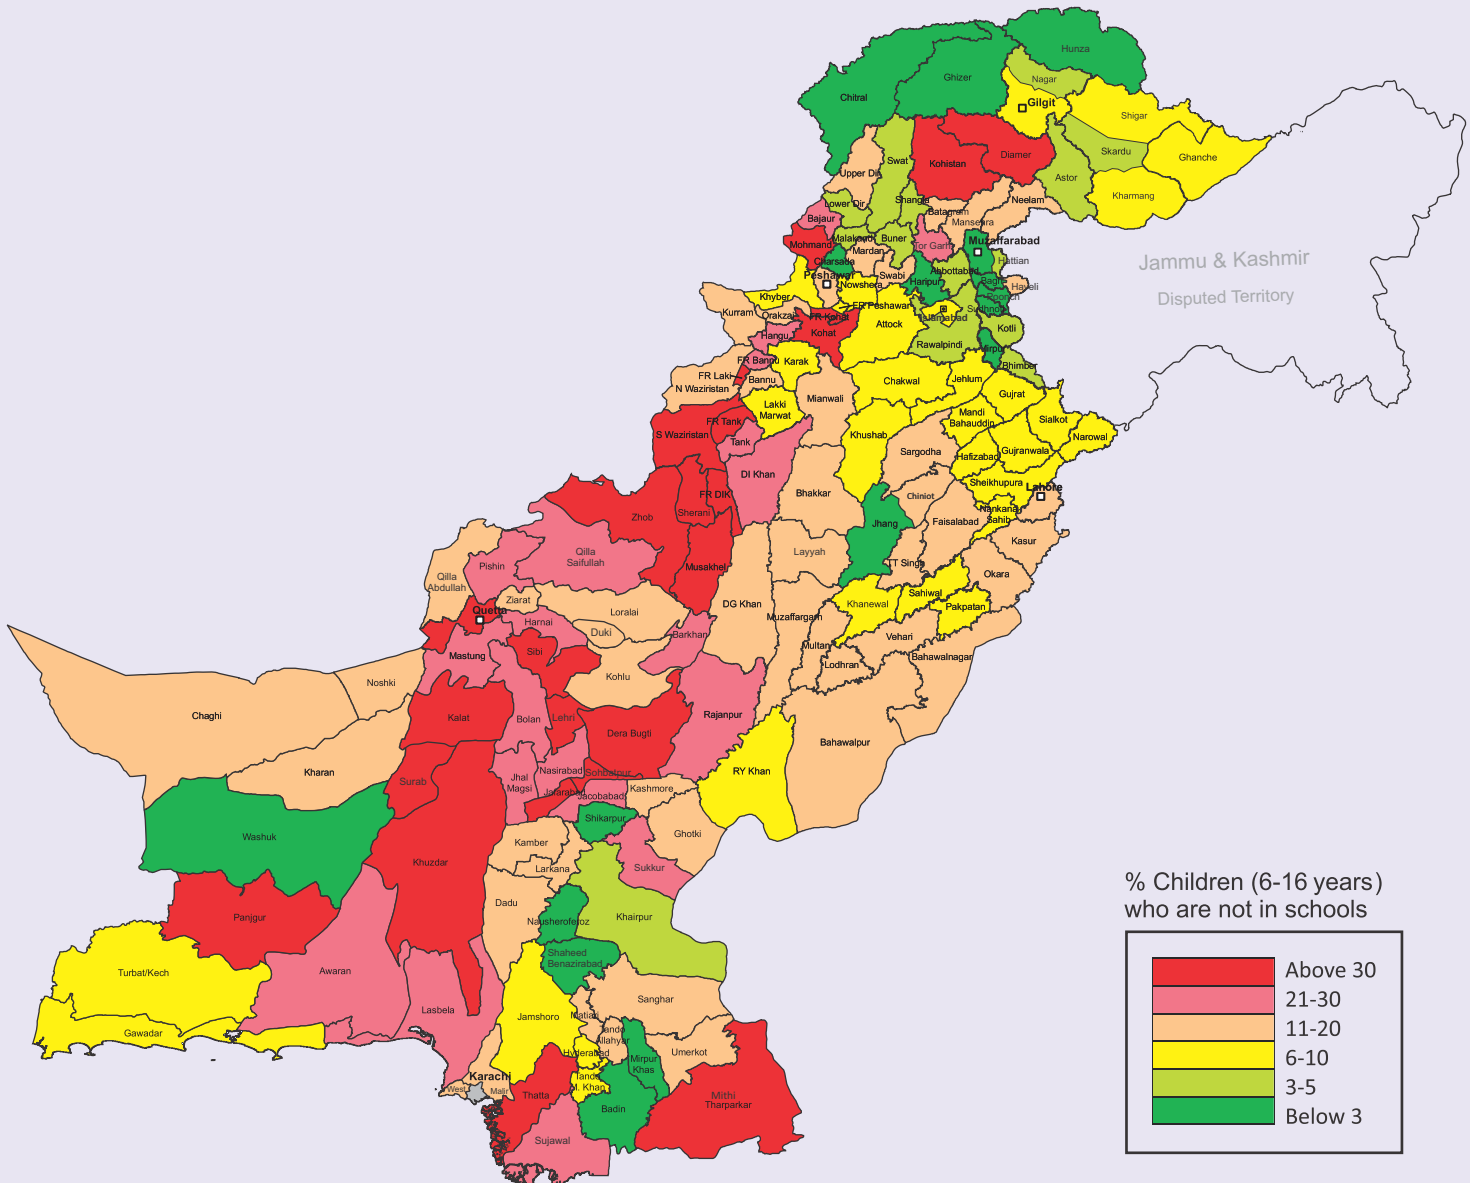 Hunza
Ghizer
Nagar
Chitral
Gilgit
Shigar
Swat
Kohistan
Diamer
Skardu
Ghanche
Upper Dir
Astor
Kharmang
Lower Dir
Shangla
Neelam
Batagram
Mansehra
Bajaur
Mohmand
Malakand
Buner
Tor Garh
Muzaffarabad
Mardan
Charsada
Hattian
Jammu & Kashmir
Disputed Territory
Peshawar
Swabi
Abbottabad
Nowshera
Haripur
Bagh
Haveli
Khyber
Poonch
Kurram
Orakzai
FR Peshawar
Sudhnoti
FR Kohat
Islamabad
Hangu
Kohat
Attock
Kotli
Rawalpindi
Mirpur
FR Bannu
Karak
Bhimber
FR Laki
Bannu
N Waziristan
Chakwal
Jehlum
Gujrat
Lakki
Marwat
Mianwali
Mandi
Bahauddin
Sialkot
FR Tank
S Waziristan
Khushab
Narowal
Tank
Sargodha
Hafizabad
Gujranwala
DI Khan
Sheikhupura
Lahore
FR DIK
Bhakkar
Chiniot
Nankana
Sahib
Zhob
Sherani
Jhang
Faisalabad
Kasur
Qilla
Saifullah
Layyah
Pishin
Musakhel
TT Singh
Okara
Qilla
Abdullah
Ziarat
DG Khan
Khanewal
Sahiwal
Pakpatan
Quetta
Loralai
Muzaffargarh
Harnai
Duki
Barkhan
Vehari
Mastung
Sibi
Multan
Bahawalnagar
Lodhran
Kohlu
Noshki
Chaghi
Kalat
Bolan
Lehri
Rajanpur
Dera Bugti
Bahawalpur
Kharan
Nasirabad
Sohbatpur
RY Khan
Surab
Jhal
Magsi
Jafarabad
Jacobabad
Kashmore
Shikarpur
Washuk
Ghotki
Kamber
Khuzdar
Larkana
Sukkur
Dadu
Panjgur
Nausheroferoz
Khairpur
Shaheed
Benazirabad
Turbat/Kech
Awaran
Sanghar
Lasbela
Jamshoro
Matiari
Gawadar
Tando
Allahyar
Hyderabad
Umerkot
Mirpur
Khas
Karachi
West
Malir
Tando
M. Khan
Thatta
Badin
Mithi
Tharparkar
Sujawal
% Children (6-16 years)
who are not in schools
Above 30
21-30
11-20
6-10
3-5
Below 3